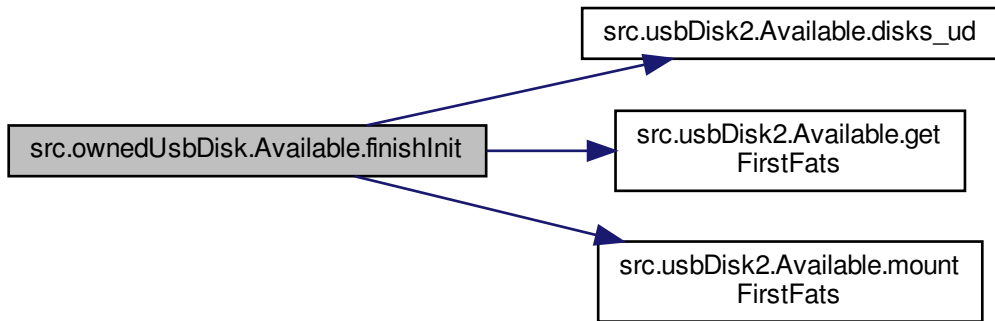 src.usbDisk2.Available.disks_ud
src.ownedUsbDisk.Available.finishInit
src.usbDisk2.Available.get
FirstFats
src.usbDisk2.Available.mount
FirstFats